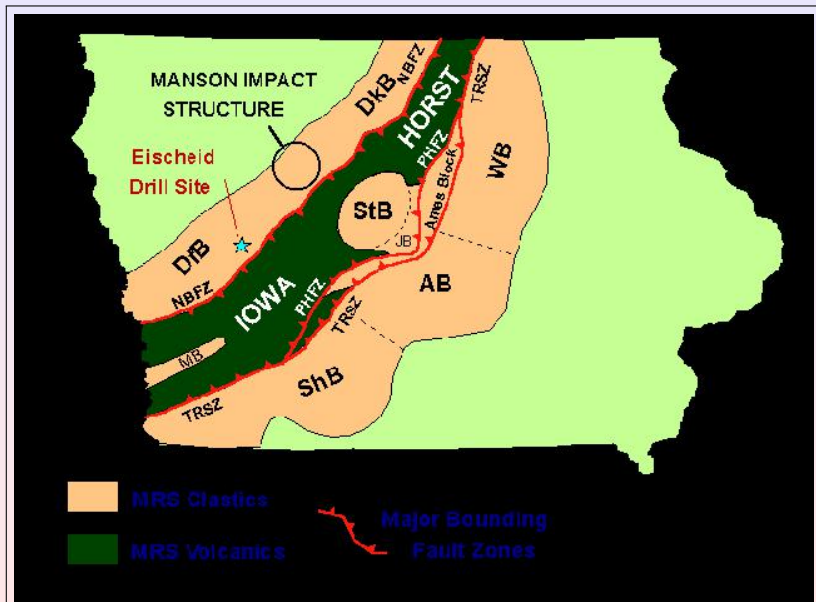 MANSON IMPACT
STRUCTURE
Eischeid
Drill Site
DkB
NBFZ
HORST
TRSZ
PHFZ
Ames Block
WB
StB
JB
DfB
NBFZ
IOWA
PHFZ
TRSZ
AB
MB
ShB
TRSZ
MRS Clastics
MRS Volcanics
Major Bounding
Fault Zones